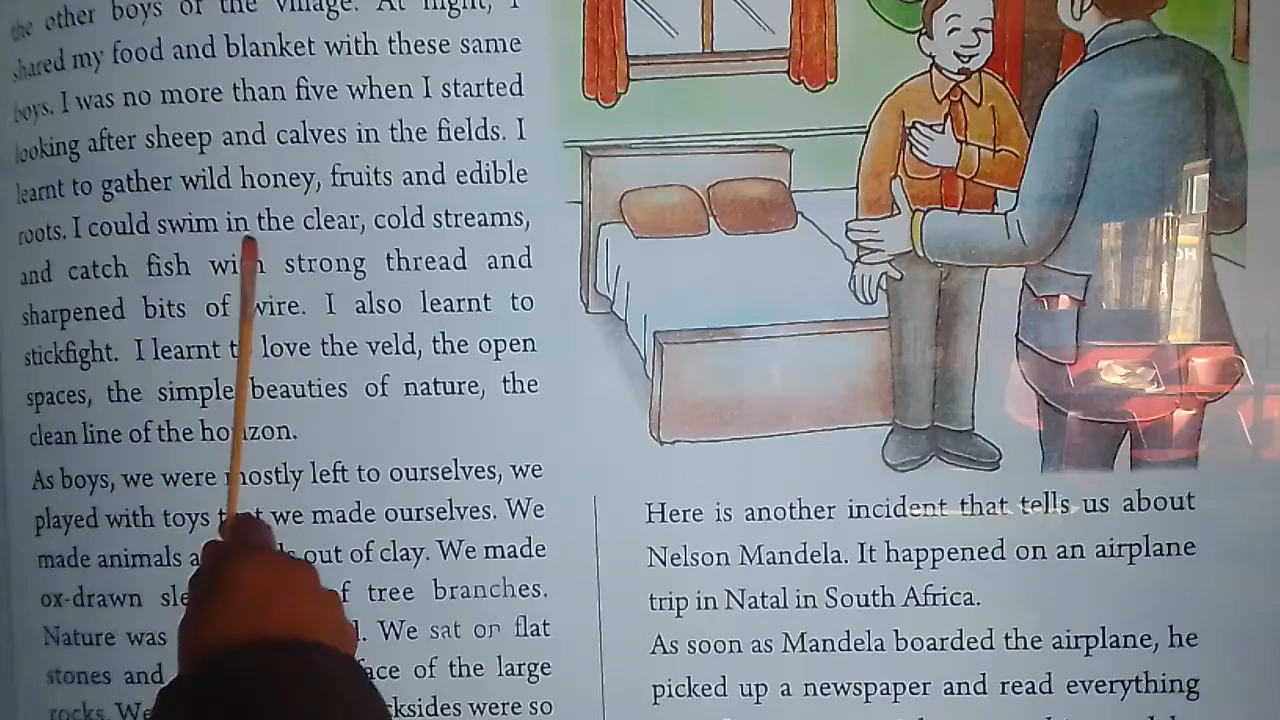 the other boys of the village. At night, I
shared my food and blanket with these same
boys. I was no more than five when I started
looking after sheep and calves in the fields. I
learnt to gather wild honey, fruits and edible
roots. I could swim in the clear, cold streams,
and catch fish with strong thread and
sharpened bits of wire. I also learnt to
stickfight. I learnt to love the veld, the open
spaces, the simple beauties of nature, the
clean line of the horizon.
As boys, we were mostly left to ourselves, we
played with toys that we made ourselves. We
made animals out of clay. We made
ox-drawn of tree branches.
Nature was We sat on flat
stones and face of the large
rocks. We were so
Here is another incident that tells us about
Nelson Mandela. It happened on an airplane
trip in Natal in South Africa.
As soon as Mandela boarded the airplane, he
picked up a newspaper and read everything